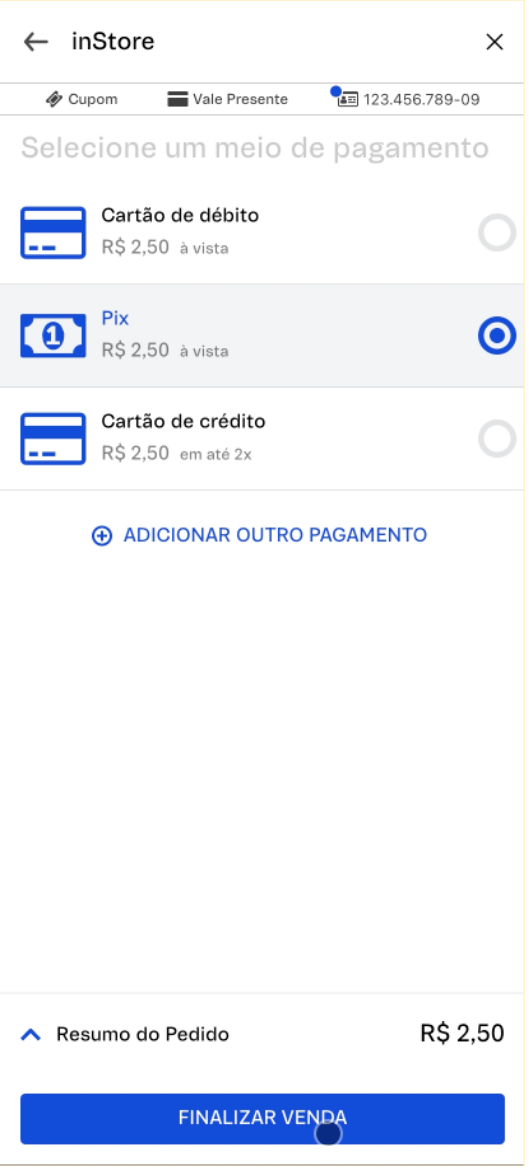 inStore
Cupom Vale Presente 123.456.789-09
Selecione um meio de pagamento
Cartão de débito
R$ 2,50 à vista
1
Pix
R$ 2,50 à vista
Cartão de crédito
R$ 2,50 em até 2x
ADICIONAR OUTRO PAGAMENTO
Resumo do Pedido R$ 2,50
FINALIZAR VENDA